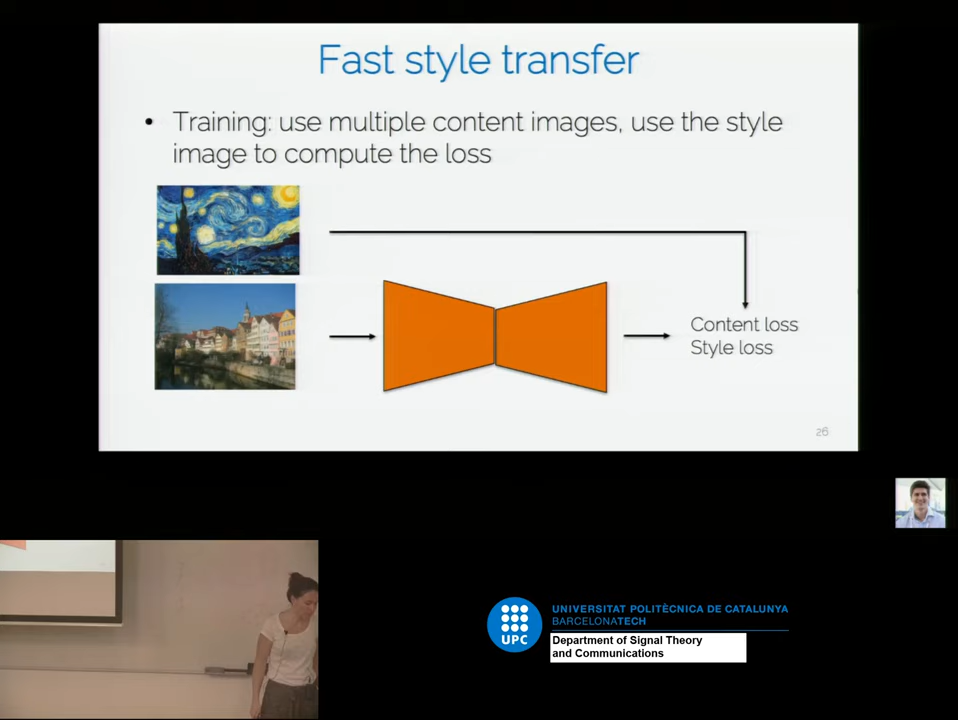 Fast style transfer
• Training: use multiple content images, use the style
image to compute the loss
Content loss
Style loss
26
UPC
UNIVERSITAT POLITÈCNICA DE CATALUNYA
BARCELONATECH
Department of Signal Theory
and Communications